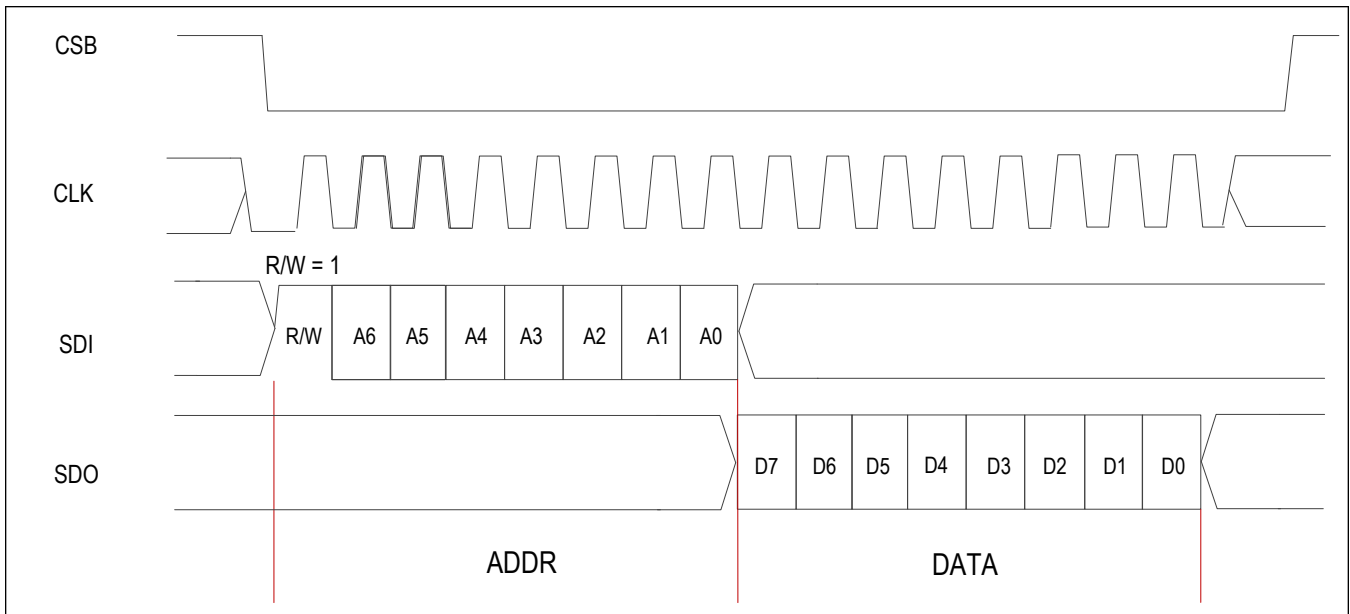 CSB
CLK
R/W = 1
SDI
R/W A6 A5 A4 A3 A2 A1 A0
SDO
D7 D6 D5 D4 D3 D2 D1 D0
ADDR DATA